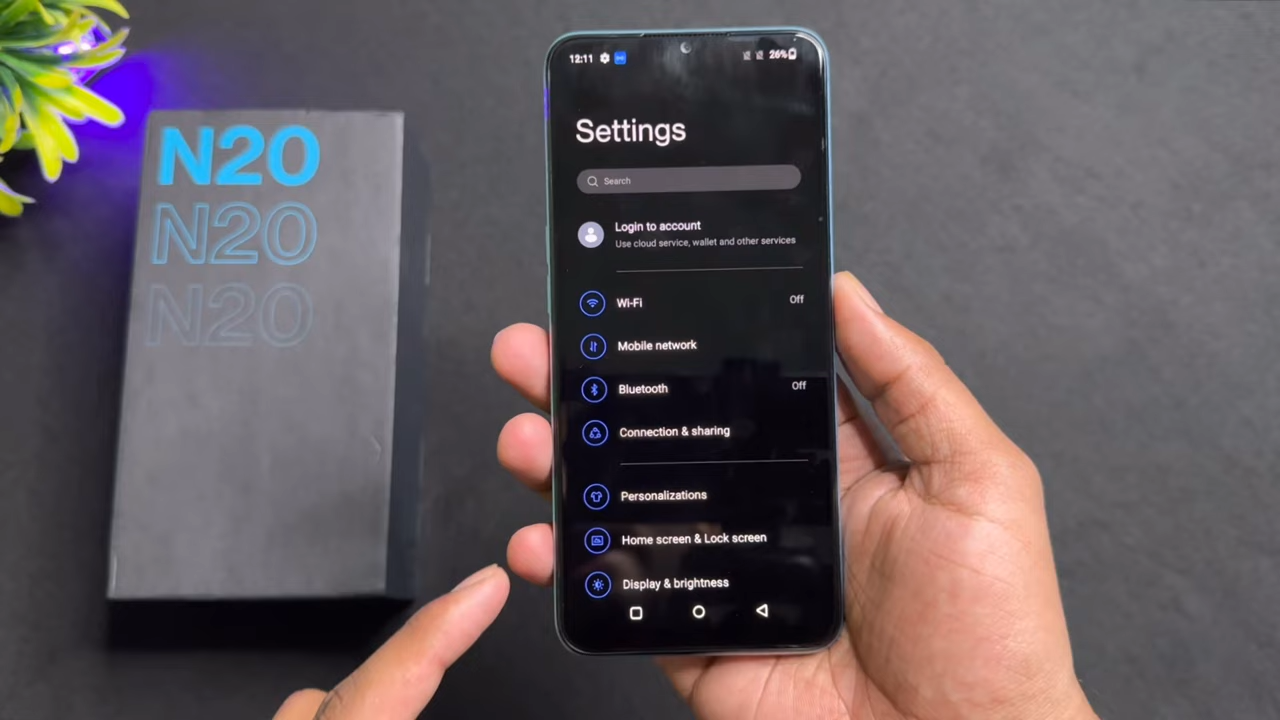 N20
N20
N20
12:11 26%
Settings
Search
Login to account
Use cloud service, wallet and other services
Wi-Fi Off
Mobile network
Bluetooth Off
Connection & sharing
Personalizations
Home screen & Lock screen
Display & brightness